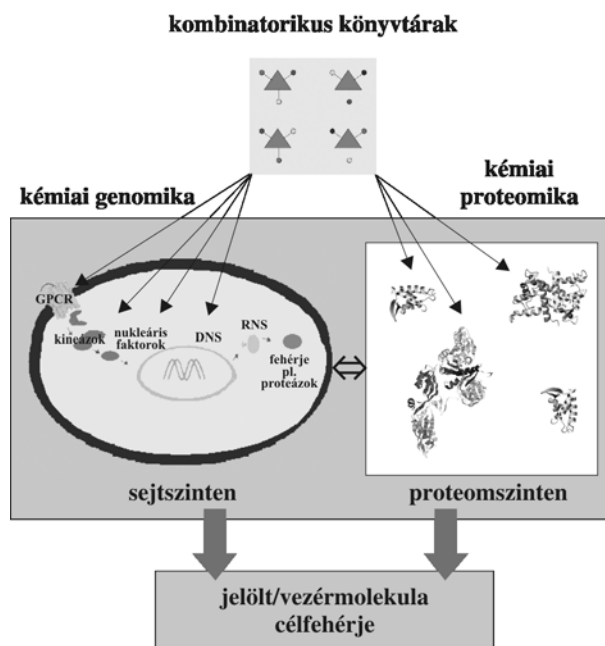 kombinatorikus könyvtárak
kémiai genomika
kémiai
proteomika
GPCR
kinázok
nukleáris
faktorok
DNS
RNS
fehérje
pl.
proteázok
sejtszinten
proteomszinten
jelölt/vezérmolekula
célfehérje